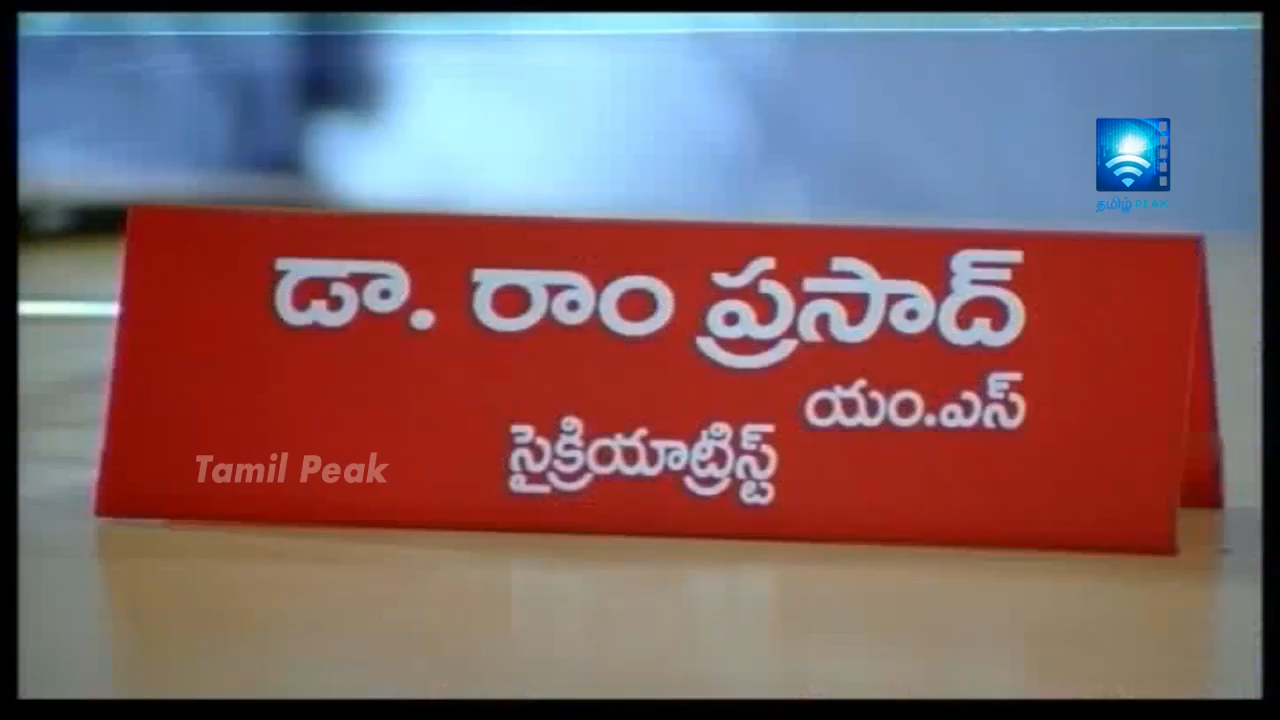 தமிழ் PEAK
డా. రాం ప్రసాద్
యం.ఎస్
సైక్రియాట్రిస్ట్
Tamil Peak